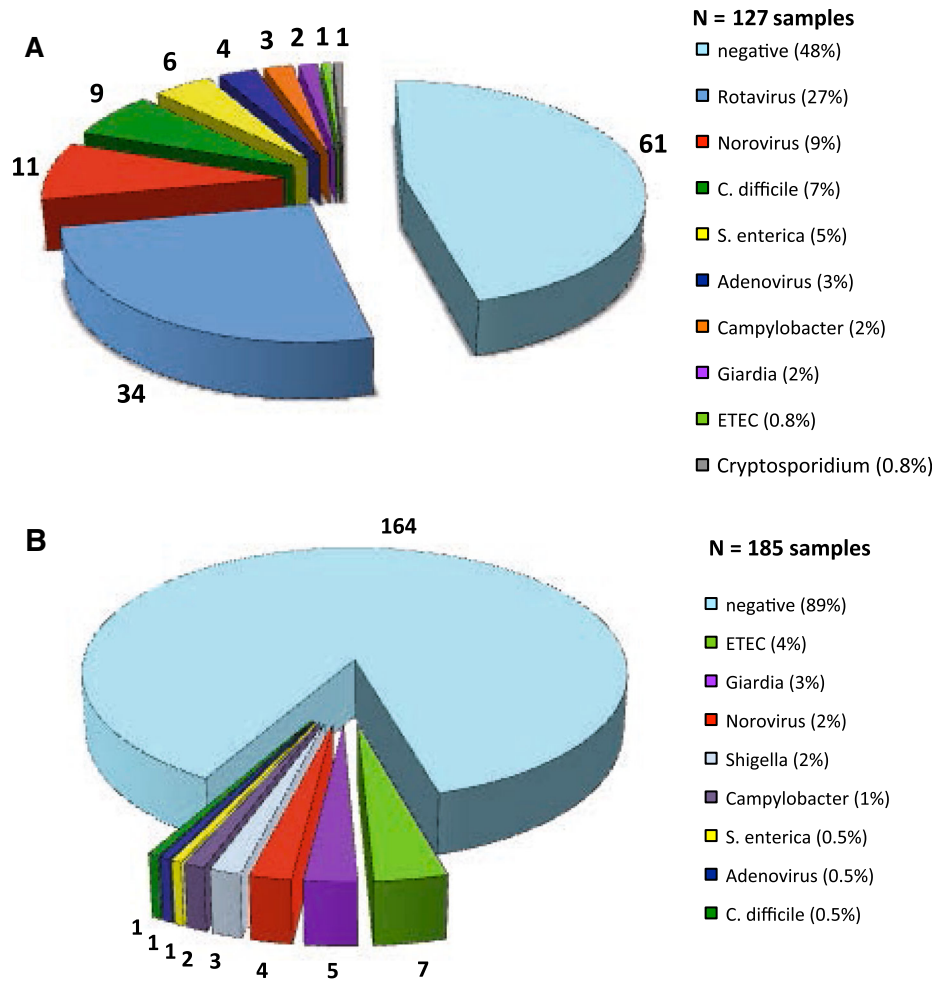 A
9
6
4
3
2
1
1
11
61
34
N = 127 samples
negative (48%)
Rotavirus (27%)
Norovirus (9%)
C. difficile (7%)
S. enterica (5%)
Adenovirus (3%)
Campylobacter (2%)
Giardia (2%)
ETEC (0.8%)
Cryptosporidium (0.8%)
B
164
1
1
1
2
3
4
5
7
N = 185 samples
negative (89%)
ETEC (4%)
Giardia (3%)
Norovirus (2%)
Shigella (2%)
Campylobacter (1%)
S. enterica (0.5%)
Adenovirus (0.5%)
C. difficile (0.5%)